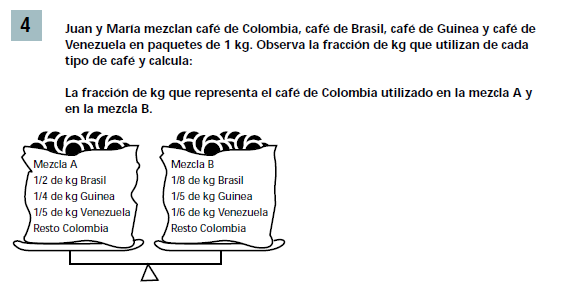 4
Juan y María mezclan café de Colombia, café de Brasil, café de Guinea y café de
Venezuela en paquetes de 1 kg. Observa la fracción de kg que utilizan de cada
tipo de café y calcula:
La fracción de kg que representa el café de Colombia utilizado en la mezcla A y
en la mezcla B.
Mezcla A
1/2 de kg Brasil
1/4 de kg Guinea
1/5 de kg Venezuela
Resto Colombia
Mezcla B
1/8 de kg Brasil
1/5 de kg Guinea
1/6 de kg Venezuela
Resto Colombia